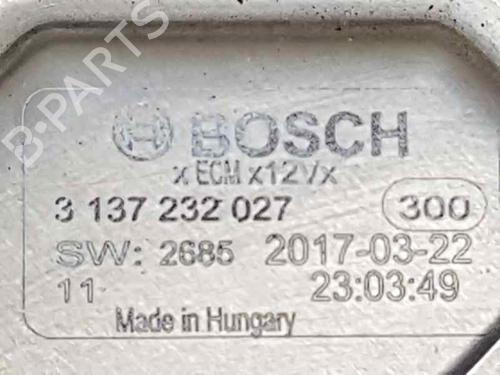 B-PARTS
BOSCH
x ECM x12Vx
3 137 232 027 300
SW: 2685 2017-03-22
11 23:03:49
Made in Hungary